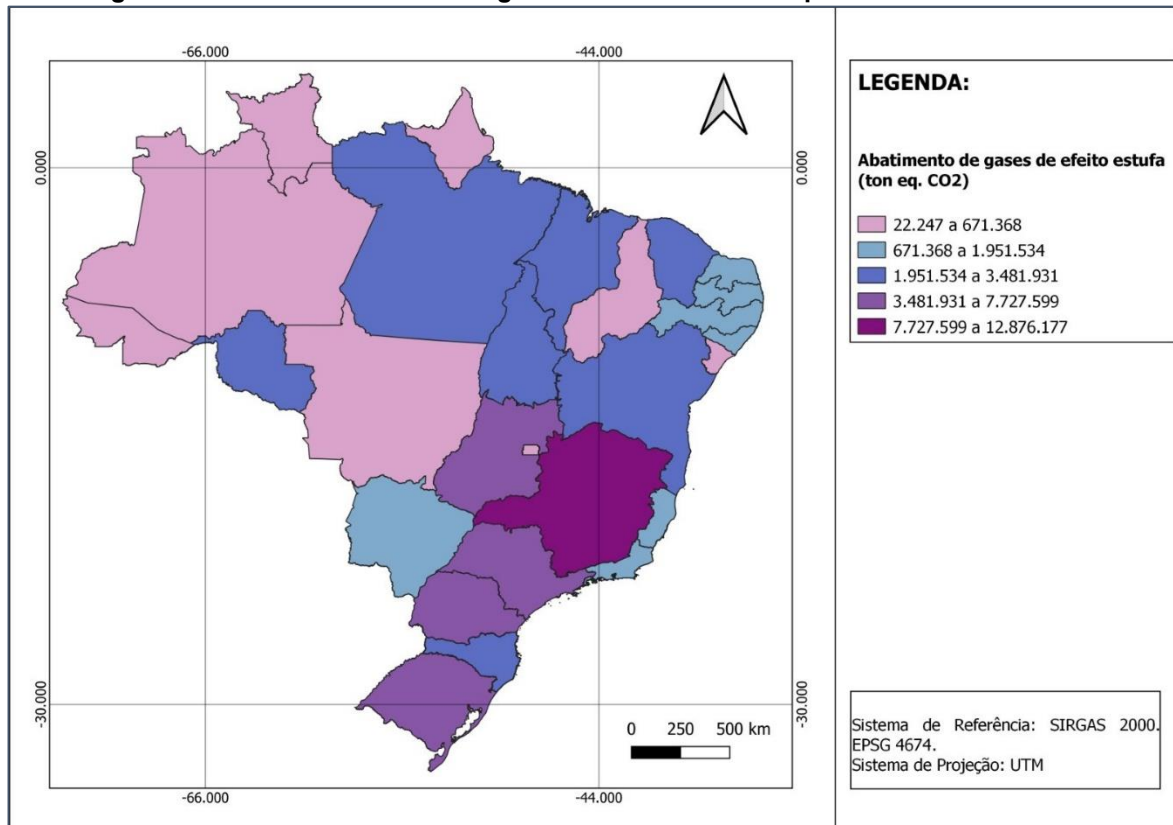 -66.000
-44.000
0.000
0.000
-30.000
-30.000
0 250 500 km
-66.000
-44.000
LEGENDA:
Abatimento de gases de efeito estufa
(ton eq. CO2)
22.247 a 671.368
671.368 a 1.951.534
1.951.534 a 3.481.931
3.481.931 a 7.727.599
7.727.599 a 12.876.177
Sistema de Referência: SIRGAS 2000.
EPSG 4674.
Sistema de Projeção: UTM